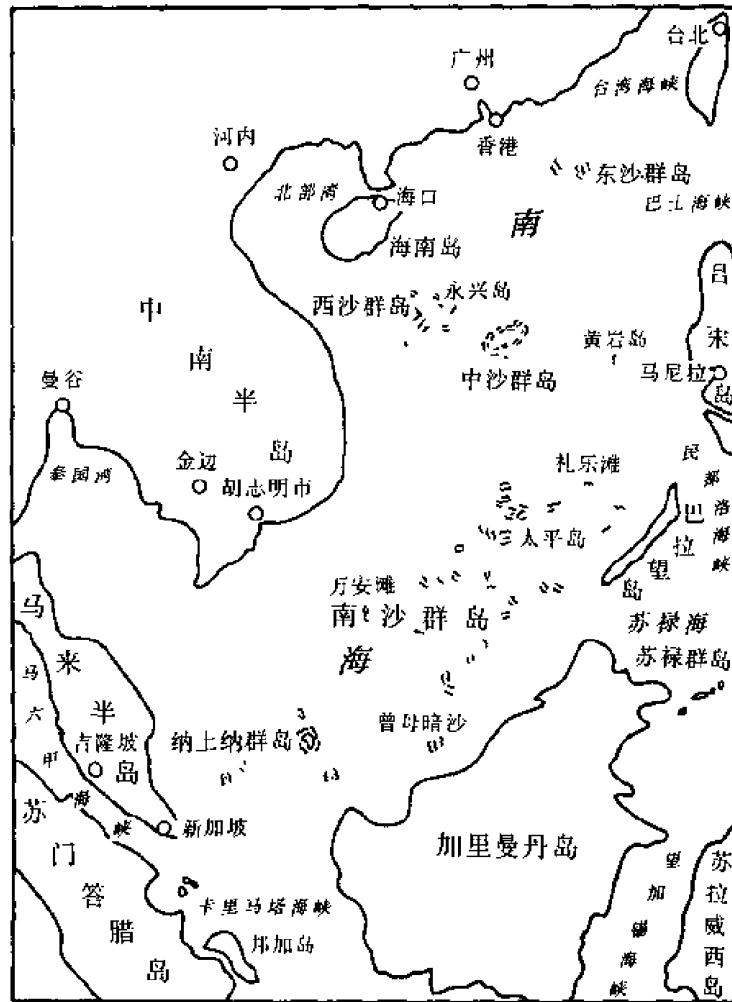 台北
广州
台湾海峡
香港
河内
东沙群岛
北部湾
海口
巴士海峡
南
海南岛
吕宋岛
永兴岛
西沙群岛
中南半岛
黄岩岛
中沙群岛
马尼拉
曼谷
礼乐滩
民都洛海峡
泰国湾
金边
胡志明市
巴拉望岛
太平岛
万安滩
南沙群岛
苏禄海
海
苏禄群岛
马来半岛
马六甲海峡
曾母暗沙
纳土纳群岛
吉隆坡
新加坡
加里曼丹岛
苏门答腊岛
望加锡海峡
苏拉威西岛
卡里马塔海峡
邦加岛